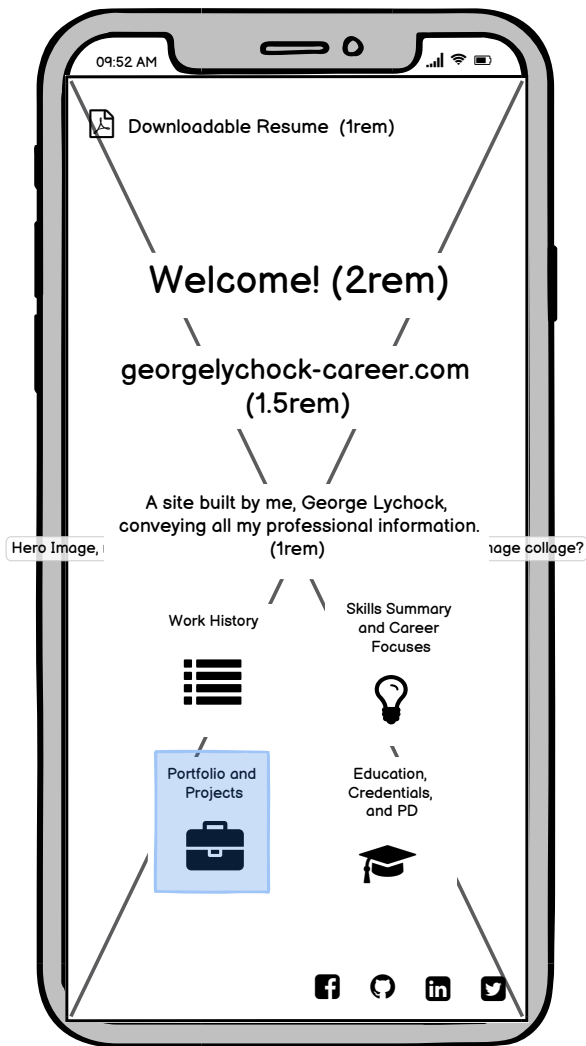 09:52 AM
Downloadable Resume (1rem)
Welcome! (2rem)
georgelychock-career.com
(1.5rem)
A site built by me, George Lychock,
conveying all my professional information.
(1rem)
Hero Image,
collage?
Work History
Skills Summary
and Career
Focuses
Portfolio and
Projects
Education,
Credentials,
and PD
in